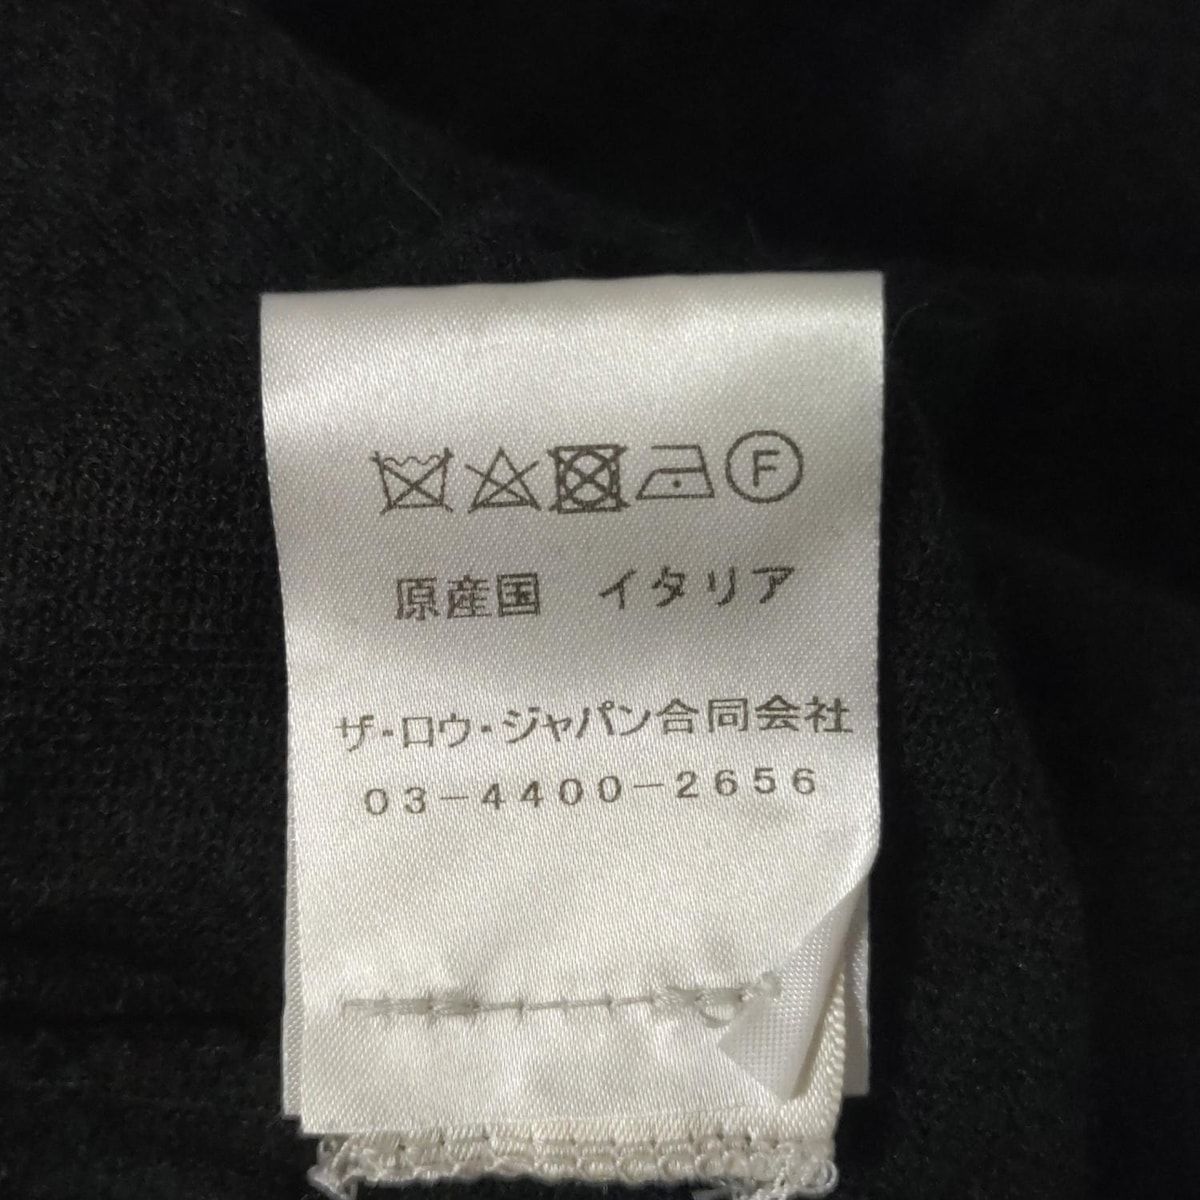 F
原産国　イタリア
ザ・ロウ・ジャパン合同会社
03-4400-2656